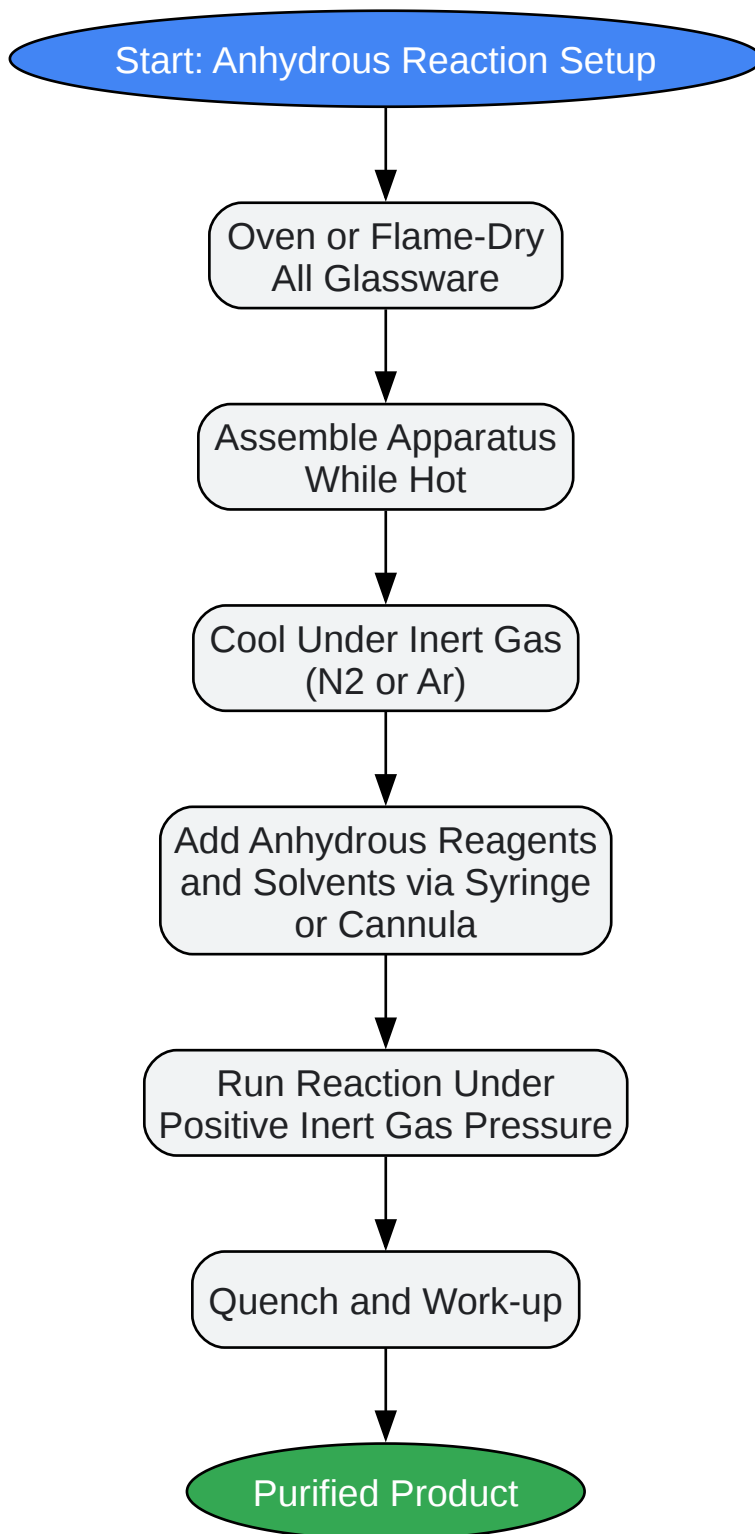 Start: Anhydrous Reaction Setup
Oven or Flame-Dry
All Glassware
Assemble Apparatus
While Hot
Cool Under Inert Gas
(N2 or Ar)
Add Anhydrous Reagents
and Solvents via Syringe
or Cannula
Run Reaction Under
Positive Inert Gas Pressure
Quench and Work-up
Purified Product